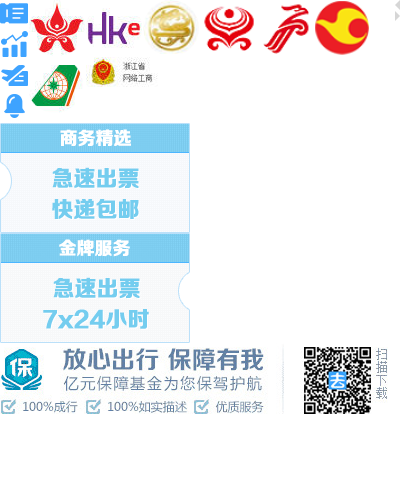 HKe
浙江省
网络工商
商务精选
急速出票
快递包邮
金牌服务
急速出票
7x24小时
保
放心出行 保障有我
亿元保障基金为您保驾护航
100%成行
100%如实描述
优质服务
去
扫描下载